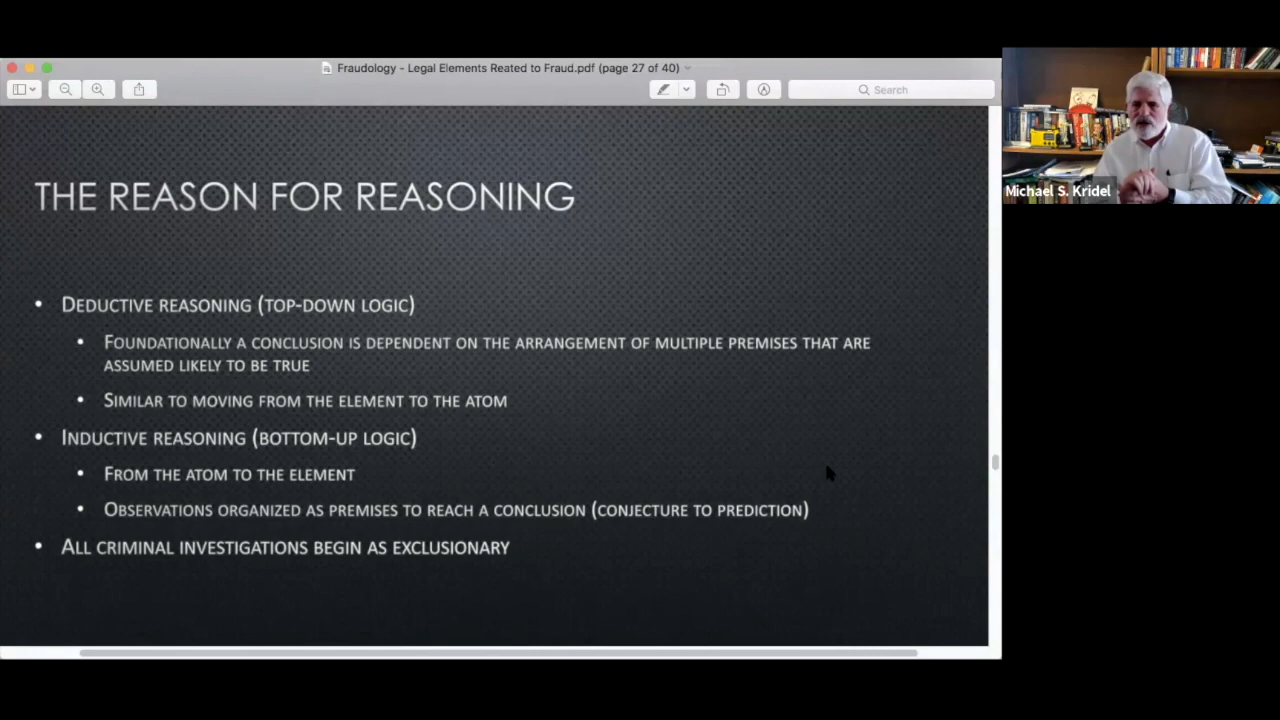 Fraudology - Legal Elements Reated to Fraud.pdf (page 27 of 40)
Search
THE REASON FOR REASONING
• DEDUCTIVE REASONING (TOP-DOWN LOGIC)
• FOUNDATIONALLY A CONCLUSION IS DEPENDENT ON THE ARRANGEMENT OF MULTIPLE PREMISES THAT ARE
ASSUMED LIKELY TO BE TRUE
• SIMILAR TO MOVING FROM THE ELEMENT TO THE ATOM
• INDUCTIVE REASONING (BOTTOM-UP LOGIC)
• FROM THE ATOM TO THE ELEMENT
• OBSERVATIONS ORGANIZED AS PREMISES TO REACH A CONCLUSION (CONJECTURE TO PREDICTION)
• ALL CRIMINAL INVESTIGATIONS BEGIN AS EXCLUSIONARY
Michael S. Kridel